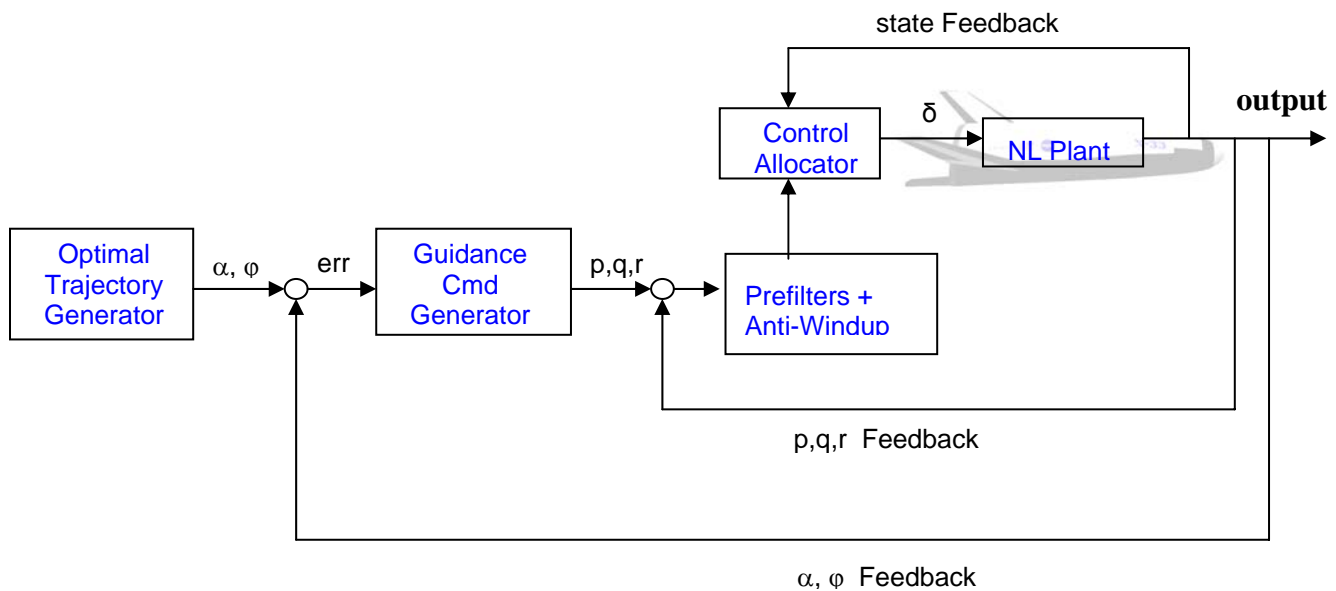 state Feedback
output
δ
Control
Allocator
NL Plant
X-33
Optimal
Trajectory
Generator
α, φ
err
Guidance
Cmd
Generator
p,q,r
Prefilters +
Anti-Windup
p,q,r Feedback
α, φ Feedback